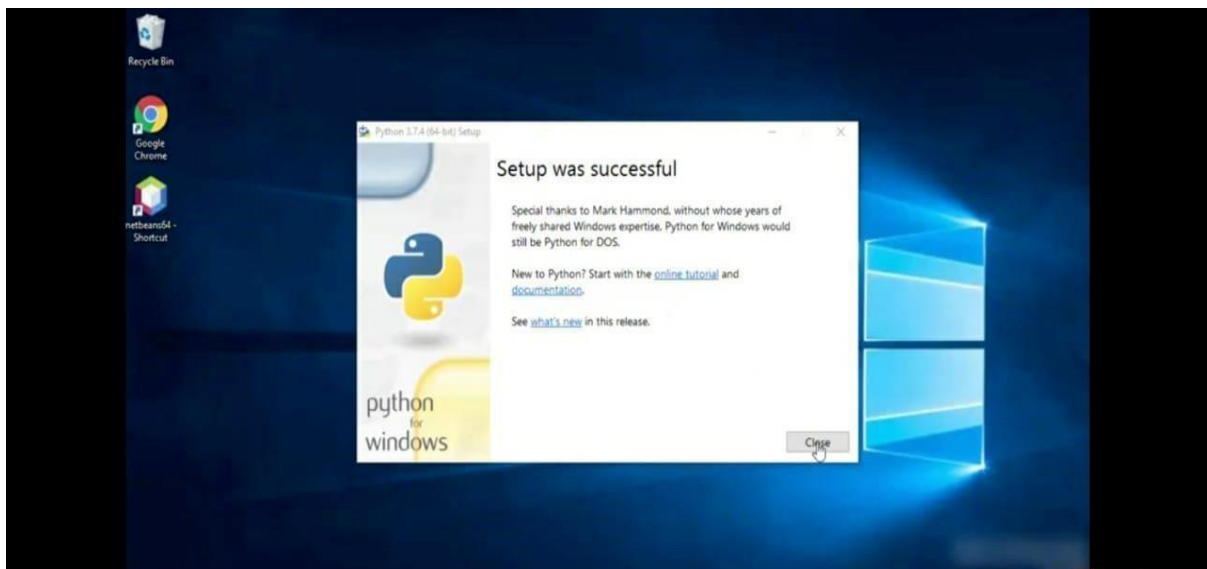 Recycle Bin
Google
Chrome
netbeans64 -
Shortcut
Python 3.7.4 (64-bit) Setup
Setup was successful
Special thanks to Mark Hammond, without whose years of
freely shared Windows expertise, Python for Windows would
still be Python for DOS.
New to Python? Start with the online tutorial and
documentation.
See what's new in this release.
python
for
windows
Close